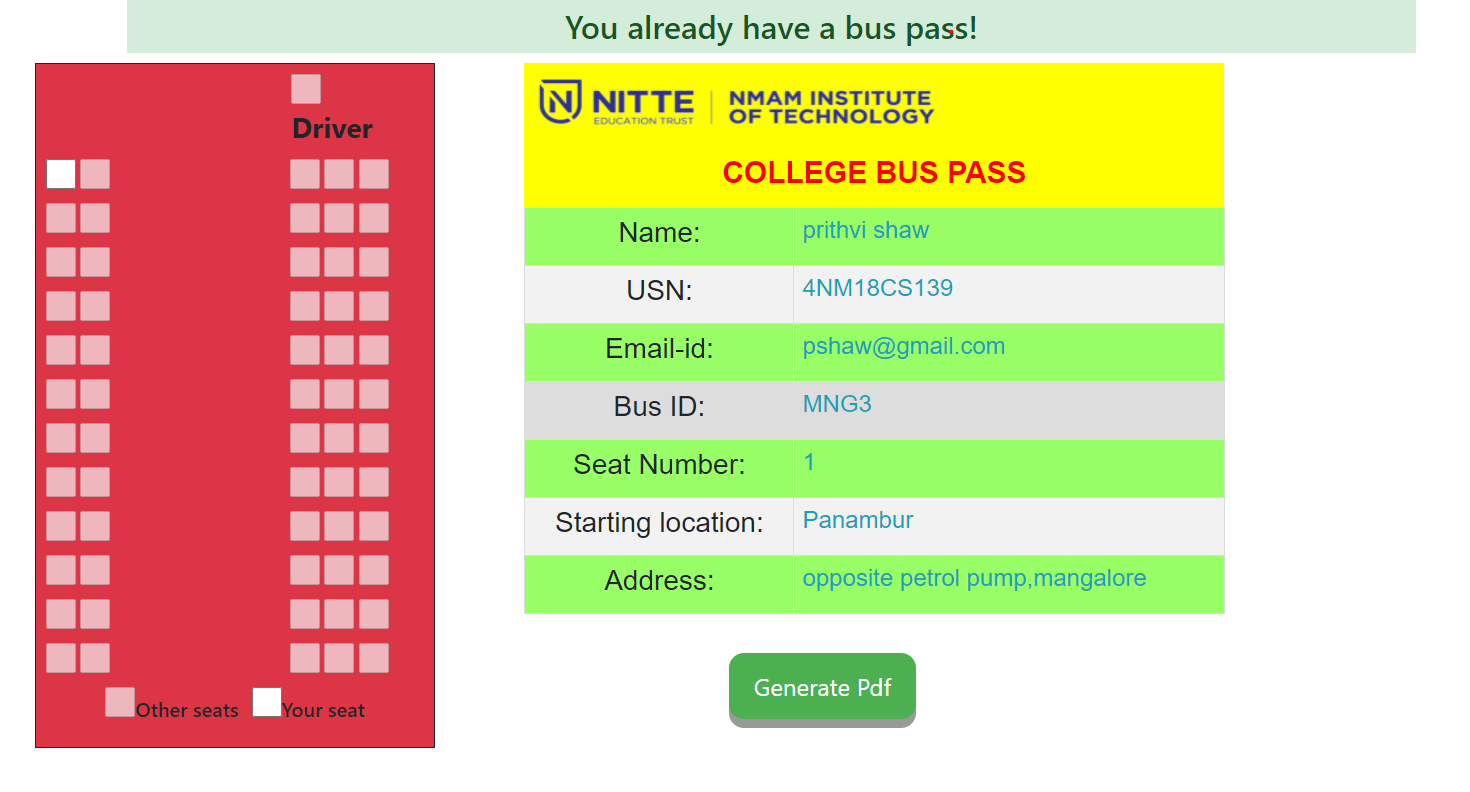 You already have a bus pass!
Driver
Other seats Your seat
NITTE
EDUCATION TRUST
NMAM INSTITUTE
OF TECHNOLOGY
COLLEGE BUS PASS
Name: prithvi shaw
USN: 4NM18CS139
Email-id: pshaw@gmail.com
Bus ID: MNG3
Seat Number: 1
Starting location: Panambur
Address: opposite petrol pump,mangalore
Generate Pdf